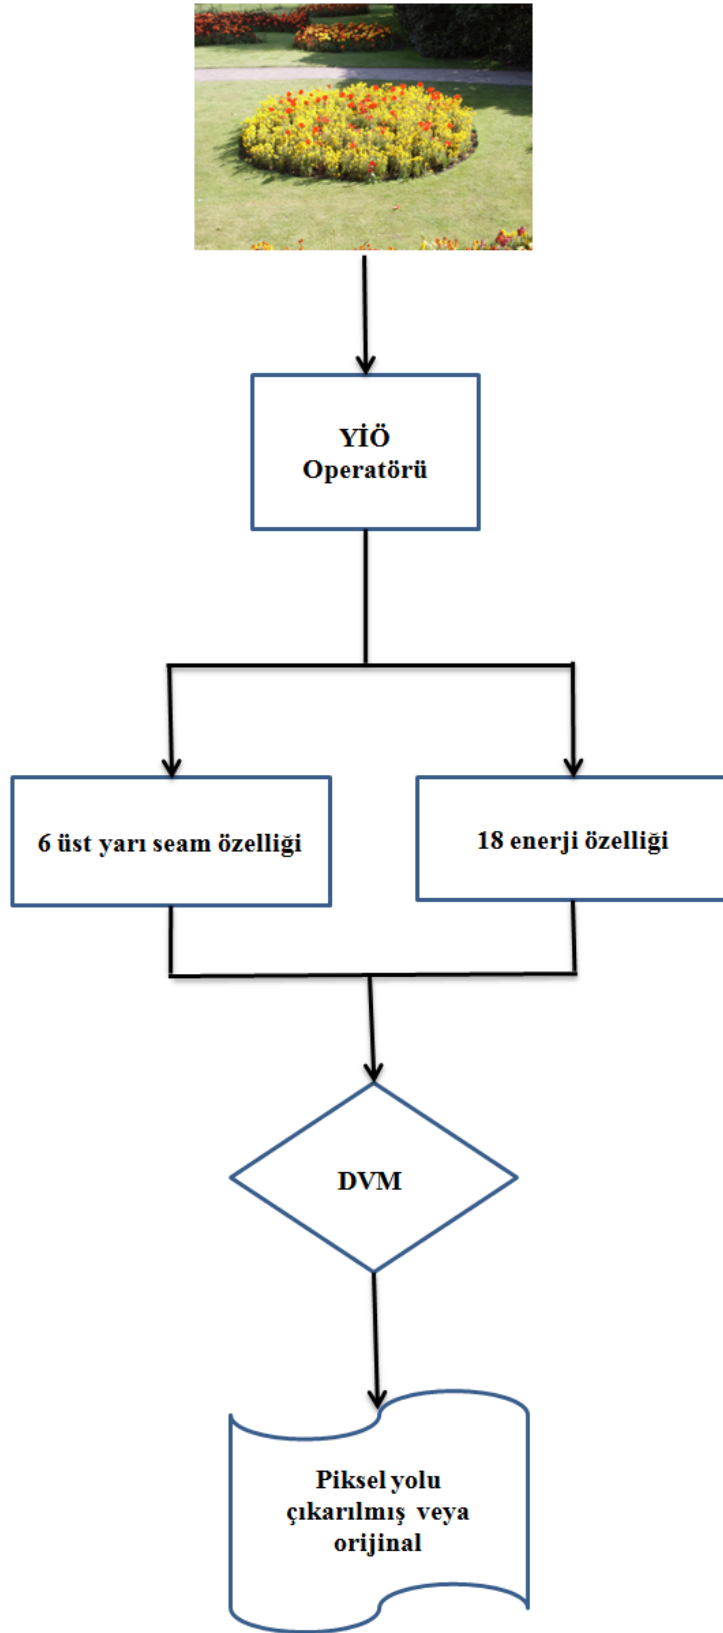 YİÖ
Operatörü
6 üst yarı seam özelliği
18 enerji özelliği
DVM
Piksel yolu
çıkarılmış veya
orijinal